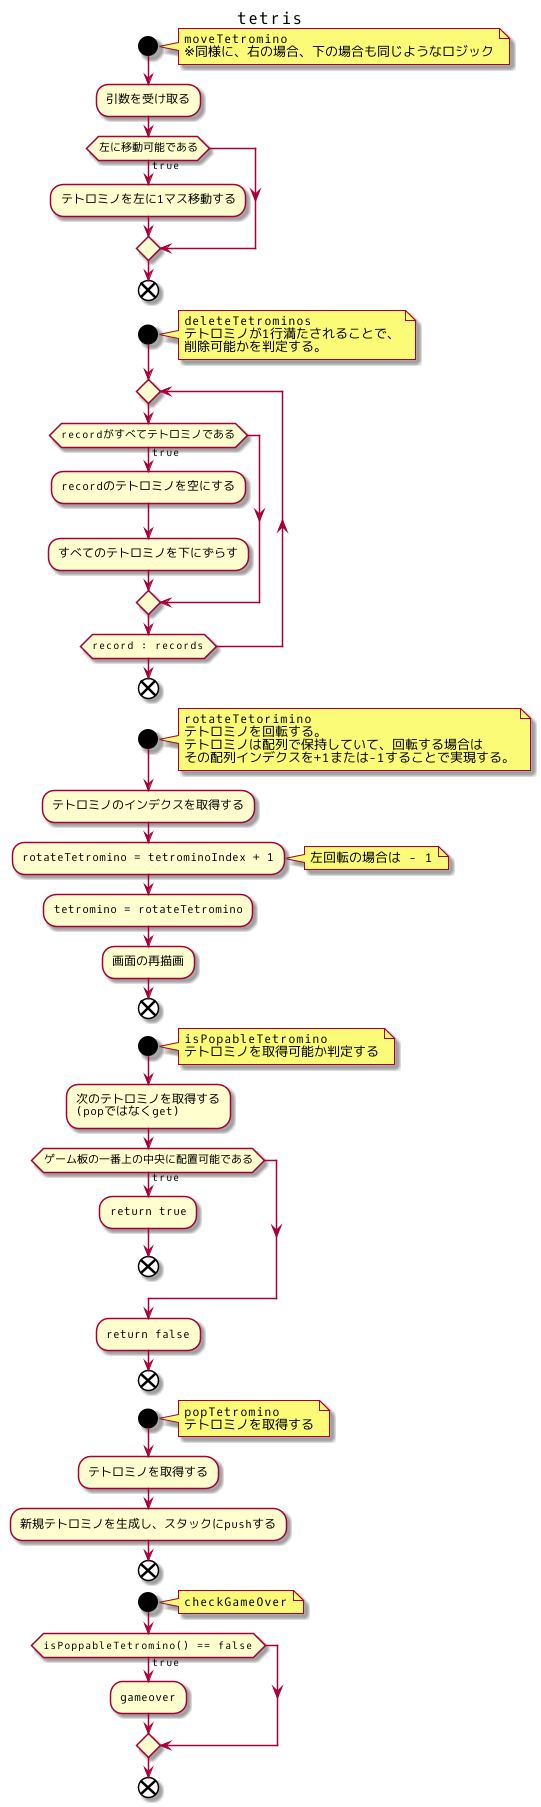 tetris
moveTetromino
※同様に、右の場合、下の場合も同じようなロジック
引数を受け取る
左に移動可能である
true
テトロミノを左に1マス移動する
deleteTetrominos
テトロミノが1行満たされることで、
削除可能かを判定する。
recordがすべてテトロミノである
true
recordのテトロミノを空にする
すべてのテトロミノを下にずらす
record : records
rotateTetorimino
テトロミノを回転する。
テトロミノは配列で保持していて、回転する場合は
その配列インデクスを+1または-1することで実現する。
テトロミノのインデクスを取得する
rotateTetromino = tetrominoIndex + 1
左回転の場合は - 1
tetromino = rotateTetromino
画面の再描画
isPopableTetromino
テトロミノを取得可能か判定する
次のテトロミノを取得する
(popではなくget)
ゲーム板の一番上の中央に配置可能である
true
return true
return false
popTetromino
テトロミノを取得する
テトロミノを取得する
新規テトロミノを生成し、スタックにpushする
checkGameOver
isPoppableTetromino() == false
true
gameover